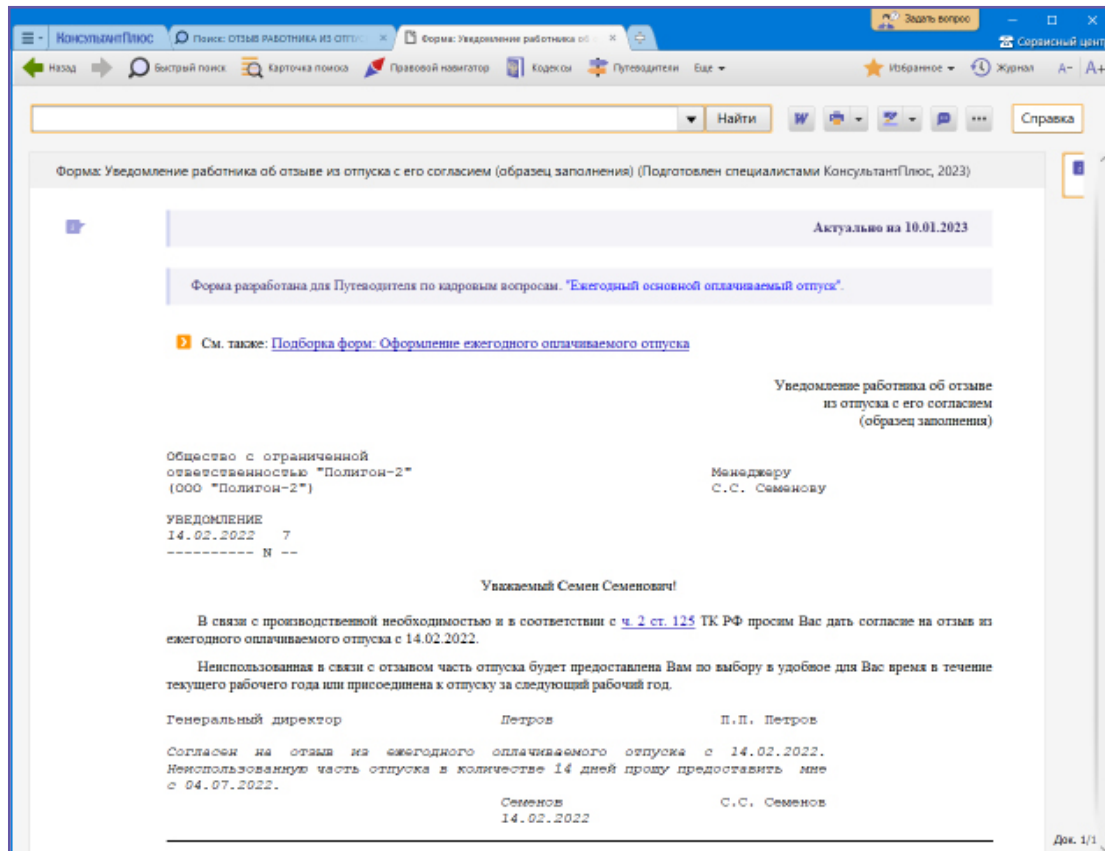 Задать вопрос
КонсультантПлюс
Поиск: ОТЗЫВ РАБОТНИКА ИЗ ОТПУС
Форма: Уведомление работника об о
Сервисный цент
Назад
Быстрый поиск
Карточка поиска
Правовой навигатор
Кодексы
Путеводители
Еще
Избранное
Журнал
А- А+
Найти
Справка
Форма: Уведомление работника об отзыве из отпуска с его согласием (образец заполнения) (Подготовлен специалистами КонсультантПлюс, 2023)
Актуально на 10.01.2023
Форма разработана для Путеводителя по кадровым вопросам. "Ежегодный основной оплачиваемый отпуск".
См. также: Подборка форм: Оформление ежегодного оплачиваемого отпуска
Уведомление работника об отзыве
из отпуска с его согласием
(образец заполнения)
Общество с ограниченной
ответственностью "Полигон-2" Менеджеру
(ООО "Полигон-2") С.С. Семенову
УВЕДОМЛЕНИЕ
14.02.2022 7
---------- N --
Уважаемый Семен Семенович!
В связи с производственной необходимостью и в соответствии с ч. 2 ст. 125 ТК РФ просим Вас дать согласие на отзыв из
ежегодного оплачиваемого отпуска с 14.02.2022.
Неиспользованная в связи с отзывом часть отпуска будет предоставлена Вам по выбору в удобное для Вас время в течение
текущего рабочего года или присоединена к отпуску за следующий рабочий год.
Генеральный директор Петров П.П. Петров
Согласен на отзыв из ежегодного оплачиваемого отпуска с 14.02.2022.
Неиспользованную часть отпуска в количестве 14 дней прошу предоставить мне
с 04.07.2022.
Семенов С.С. Семенов
14.02.2022
Док. 1/1